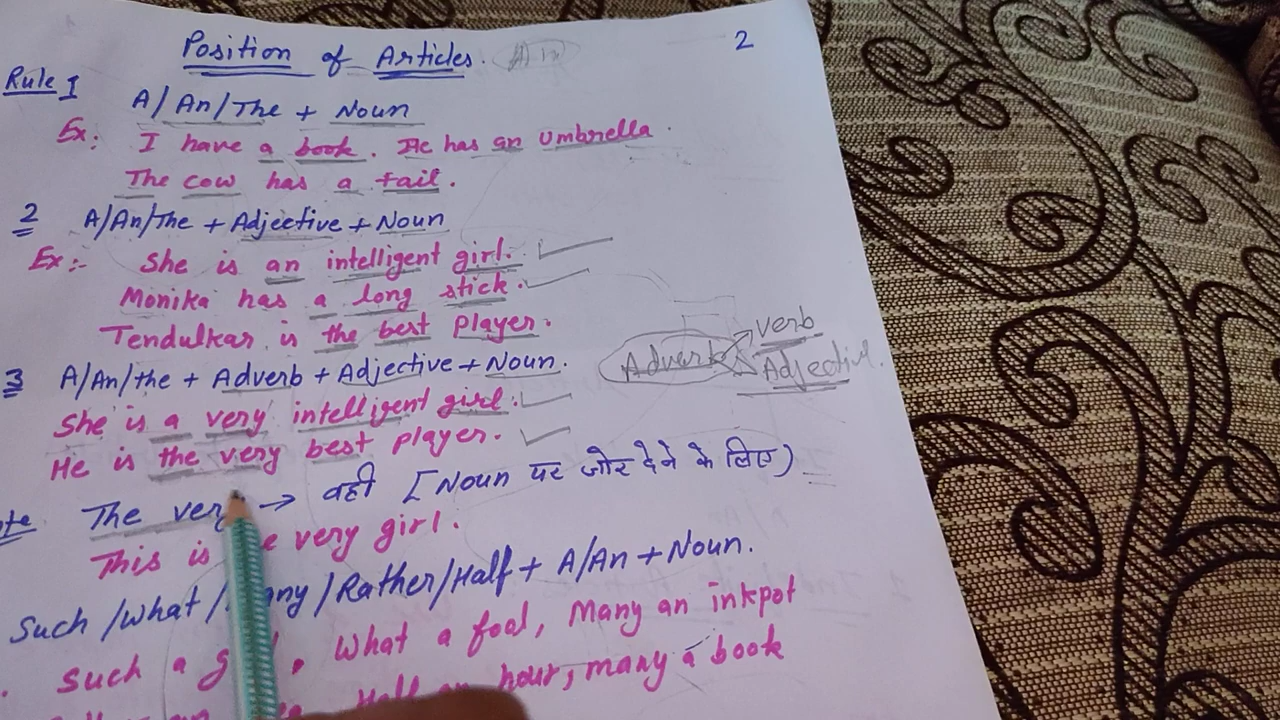 Position of Articles. 2
Rule 1
A/An/The + Noun
Ex: I have a book. He has an umbrella.
The cow has a tail.
2 A/An/The + Adjective + Noun
Ex:- She is an intelligent girl.
Monika has a long stick.
Tendulkar is the best player.
3 A/An/the + Adverb + Adjective + Noun.
Adverb verb
Adjective.
She is a very intelligent girl.
He is the very best player.
The very → वही [Noun पर जोर देने के लिए)
This is very girl.
Such /What / /Rather/Half + A/An + Noun.
Such a , What a fool, Many an inkpot
hour, many a book